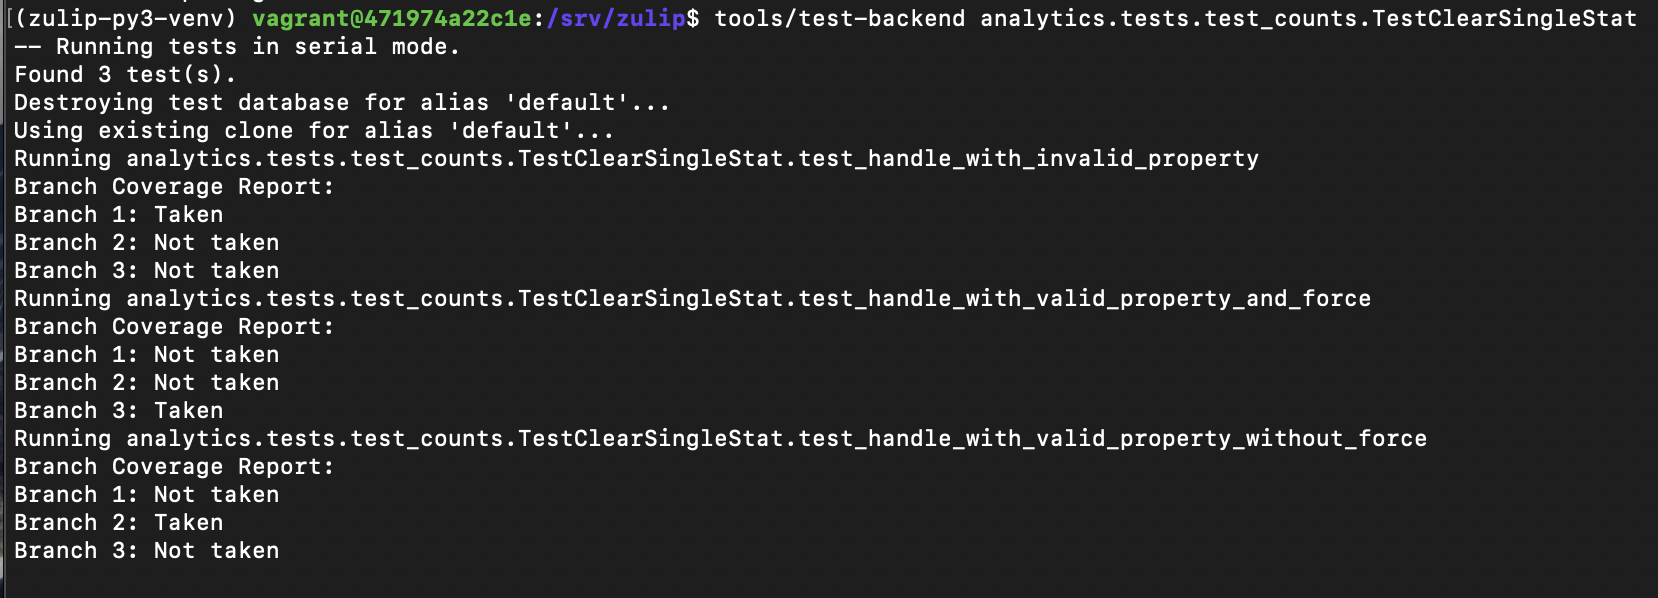 [(zulip-py3-venv) vagrant@471974a22c1e:/srv/zulip$ tools/test-backend analytics.tests.test_counts.TestClearSingleStat
-- Running tests in serial mode.
Found 3 test(s).
Destroying test database for alias 'default'...
Using existing clone for alias 'default'...
Running analytics.tests.test_counts.TestClearSingleStat.test_handle_with_invalid_property
Branch Coverage Report:
Branch 1: Taken
Branch 2: Not taken
Branch 3: Not taken
Running analytics.tests.test_counts.TestClearSingleStat.test_handle_with_valid_property_and_force
Branch Coverage Report:
Branch 1: Not taken
Branch 2: Not taken
Branch 3: Taken
Running analytics.tests.test_counts.TestClearSingleStat.test_handle_with_valid_property_without_force
Branch Coverage Report:
Branch 1: Not taken
Branch 2: Taken
Branch 3: Not taken